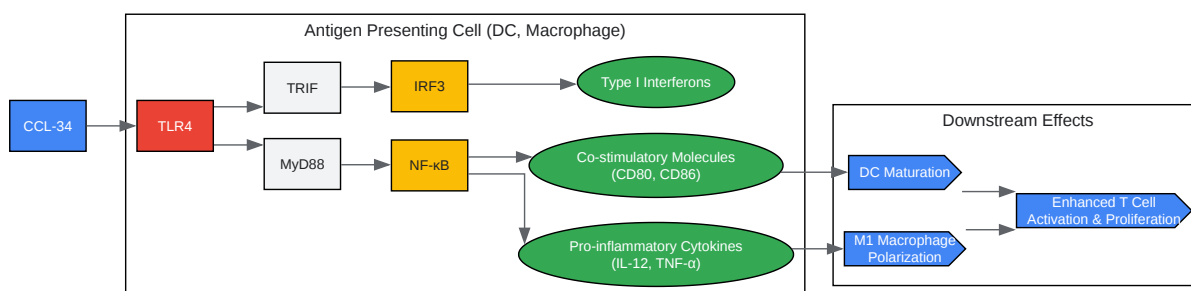 Antigen Presenting Cell (DC, Macrophage)
CCL-34
TLR4
TRIF
IRF3
Type I Interferons
MyD88
NF-κB
Co-stimulatory Molecules
(CD80, CD86)
Pro-inflammatory Cytokines
(IL-12, TNF-α)
Downstream Effects
DC Maturation
M1 Macrophage
Polarization
Enhanced T Cell
Activation & Proliferation